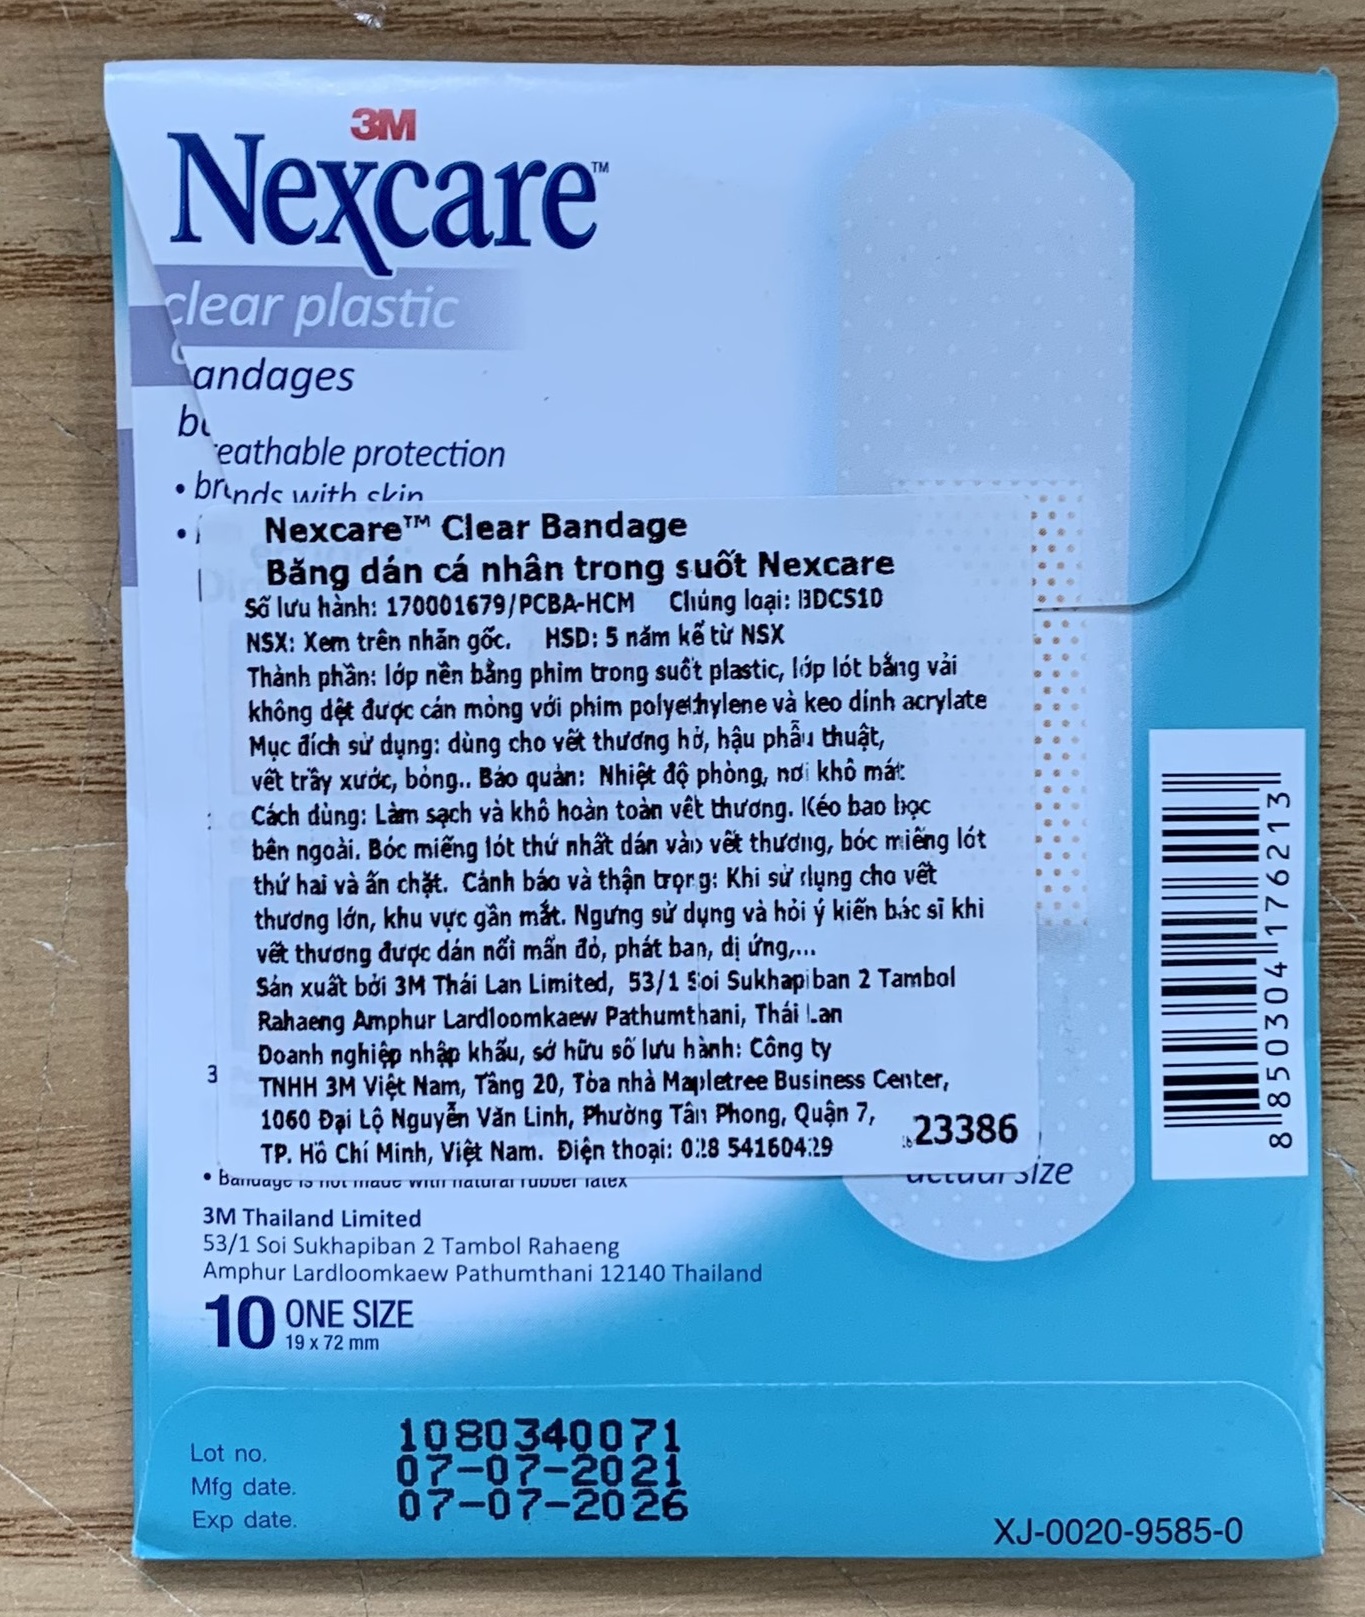 3M
Nexcare™
clear plastic
andages
eathable protection
• br nds with skin
•
Nexcare™ Clear Bandage
Băng dán cá nhân trong suốt Nexcare
Số lưu hành: 170001679/PCBA-HCM Chủng loại: BDCS10
NSX: Xem trên nhãn gốc. HSD: 5 năm kể từ NSX
Thành phần: lớp nền bằng phim trong suốt plastic, lớp lót bằng vải
không dệt được cán mỏng với phim polyethylene và keo dính acrylate
Mục đích sử dụng: dùng cho vết thương hở, hậu phẫu thuật,
vết trầy xước, bỏng.. Bảo quản: Nhiệt độ phòng, nơi khô mát
Cách dùng: Làm sạch và khô hoàn toàn vết thương. Kéo bao bọc
bên ngoài. Bóc miếng lót thứ nhất dán vào vết thương, bóc miếng lót
thứ hai và ấn chặt. Cảnh báo và thận trọng: Khi sử dụng cho vết
thương lớn, khu vực gần mắt. Ngưng sử dụng và hỏi ý kiến bác sĩ khi
vết thương được dán nổi mẩn đỏ, phát ban, dị ứng,...
Sản xuất bởi 3M Thái Lan Limited, 53/1 Soi Sukhapiban 2 Tambol
Rahaeng Amphur Lardloomkaew Pathumthani, Thái Lan
Doanh nghiệp nhập khẩu, sở hữu số lưu hành: Công ty
TNHH 3M Việt Nam, Tầng 20, Tòa nhà Mapletree Business Center,
1060 Đại Lộ Nguyễn Văn Linh, Phường Tân Phong, Quận 7,
TP. Hồ Chí Minh, Việt Nam. Điện thoại: 028 54160429
23386
3
actual size
• Bandage is not made with natural rubber latex
3M Thailand Limited
53/1 Soi Sukhapiban 2 Tambol Rahaeng
Amphur Lardloomkaew Pathumthani 12140 Thailand
10 ONE SIZE
19 x 72 mm
8 850304 176213
Lot no. 1080340071
Mfg date. 07-07-2021
Exp date. 07-07-2026
XJ-0020-9585-0